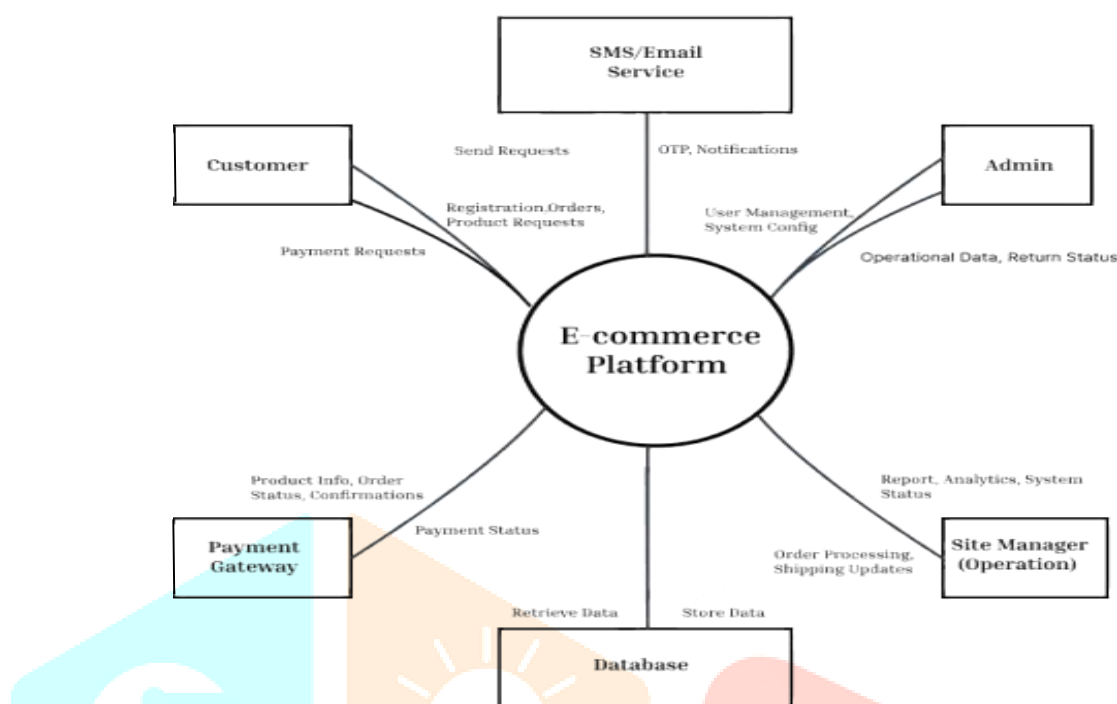 SMS/Email
Service
Customer
Send Requests
OTP, Notifications
Admin
Registration,Orders,
Product Requests
User Management,
System Config
Payment Requests
Operational Data, Return Status
E-commerce
Platform
Product Info, Order
Status, Confirmations
Report, Analytics, System
Status
Payment Status
Payment
Gateway
Site Manager
(Operation)
Order Processing,
Shipping Updates
Retrieve Data
Store Data
Database